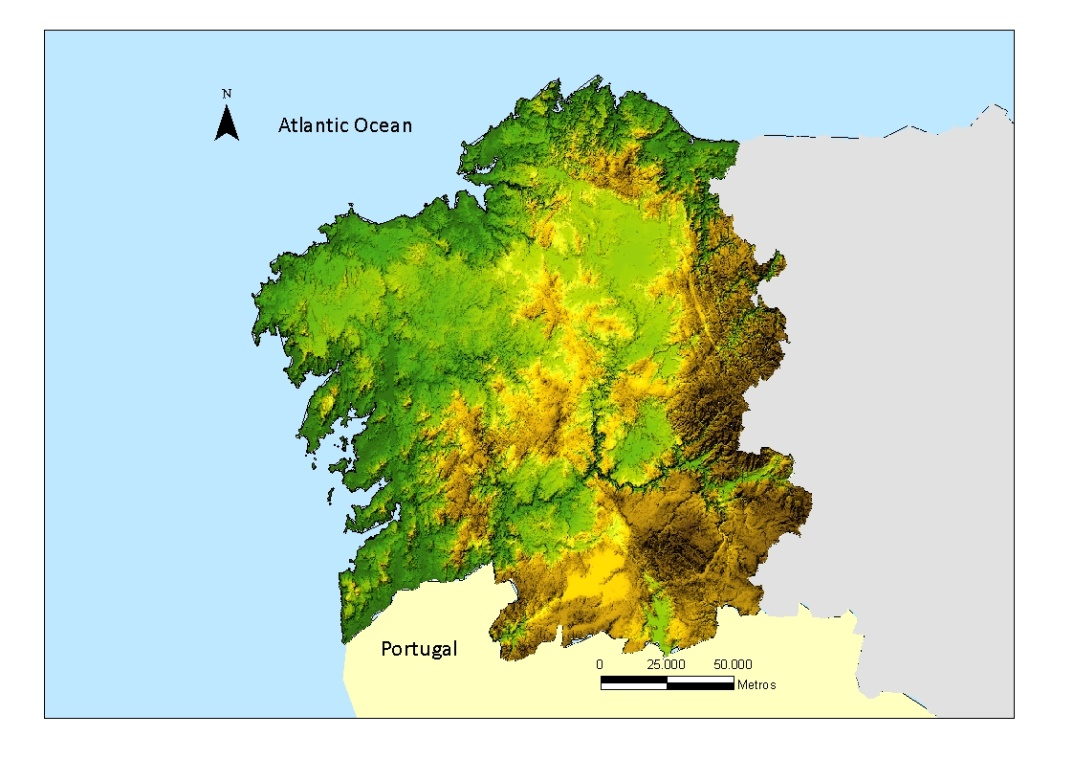 N
Atlantic Ocean
Portugal
0 25.000 50.000
Metros